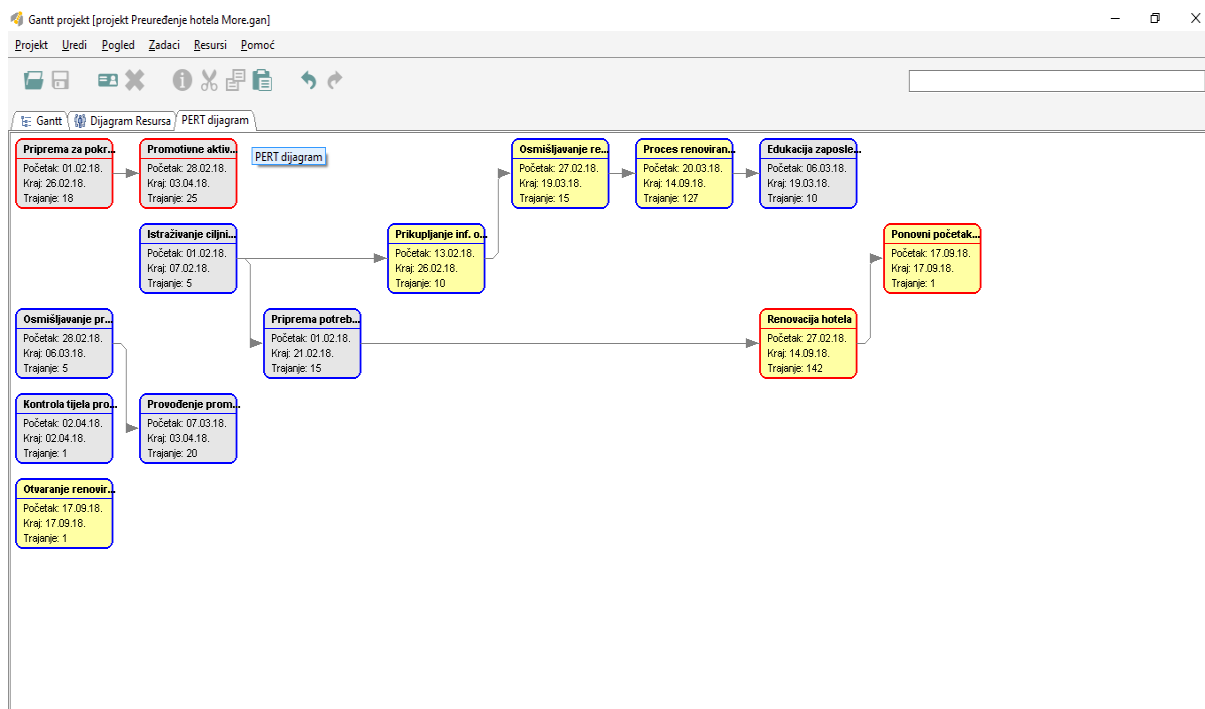 Gantt projekt [projekt Preuređenje hotela More.gan]
Projekt Uredi Pogled Zadaci Resursi Pomoć
Gantt Dijagram Resursa PERT dijagram
PERT dijagram
Priprema za pokr...
Početak: 01.02.18.
Kraj: 26.02.18.
Trajanje: 18
Promotivne aktiv...
Početak: 28.02.18.
Kraj: 03.04.18.
Trajanje: 25
Osmišljavanje re...
Početak: 27.02.18.
Kraj: 19.03.18.
Trajanje: 15
Proces renoviran...
Početak: 20.03.18.
Kraj: 14.09.18.
Trajanje: 127
Edukacija zaposle...
Početak: 06.03.18.
Kraj: 19.03.18.
Trajanje: 10
Istraživanje ciljni...
Početak: 01.02.18.
Kraj: 07.02.18.
Trajanje: 5
Prikupljanje inf. o...
Početak: 13.02.18.
Kraj: 26.02.18.
Trajanje: 10
Ponovni početak...
Početak: 17.09.18.
Kraj: 17.09.18.
Trajanje: 1
Osmišljavanje pr...
Početak: 28.02.18.
Kraj: 06.03.18.
Trajanje: 5
Priprema potreb...
Početak: 01.02.18.
Kraj: 21.02.18.
Trajanje: 15
Renovacija hotela
Početak: 27.02.18.
Kraj: 14.09.18.
Trajanje: 142
Kontrola tijela pro...
Početak: 02.04.18.
Kraj: 02.04.18.
Trajanje: 1
Provođenje prom...
Početak: 07.03.18.
Kraj: 03.04.18.
Trajanje: 20
Otvaranje renovir...
Početak: 17.09.18.
Kraj: 17.09.18.
Trajanje: 1